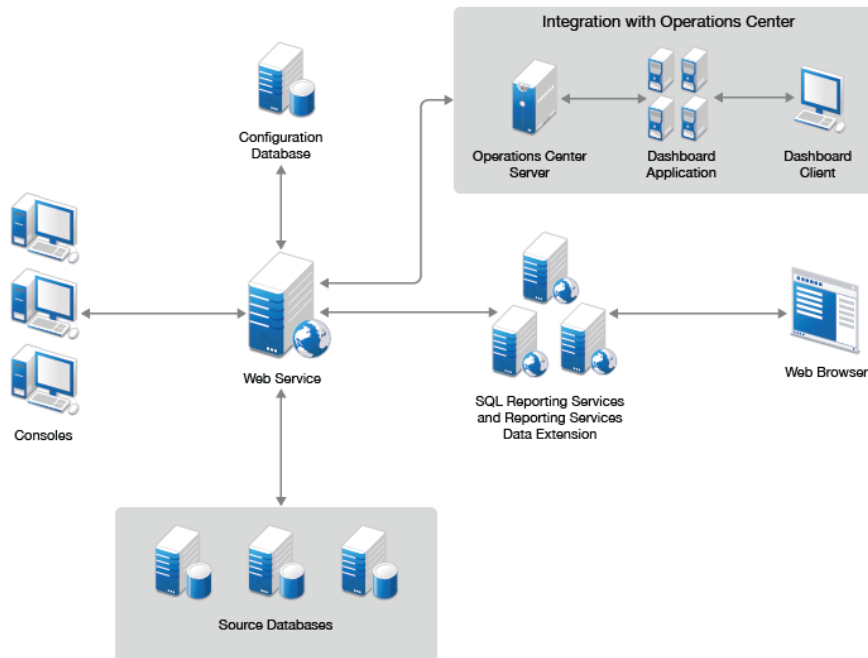 Integration with Operations Center
Operations Center
Server
Dashboard
Application
Dashboard
Client
Configuration
Database
Consoles
Web Service
SQL Reporting Services
and Reporting Services
Data Extension
Web Browser
Source Databases